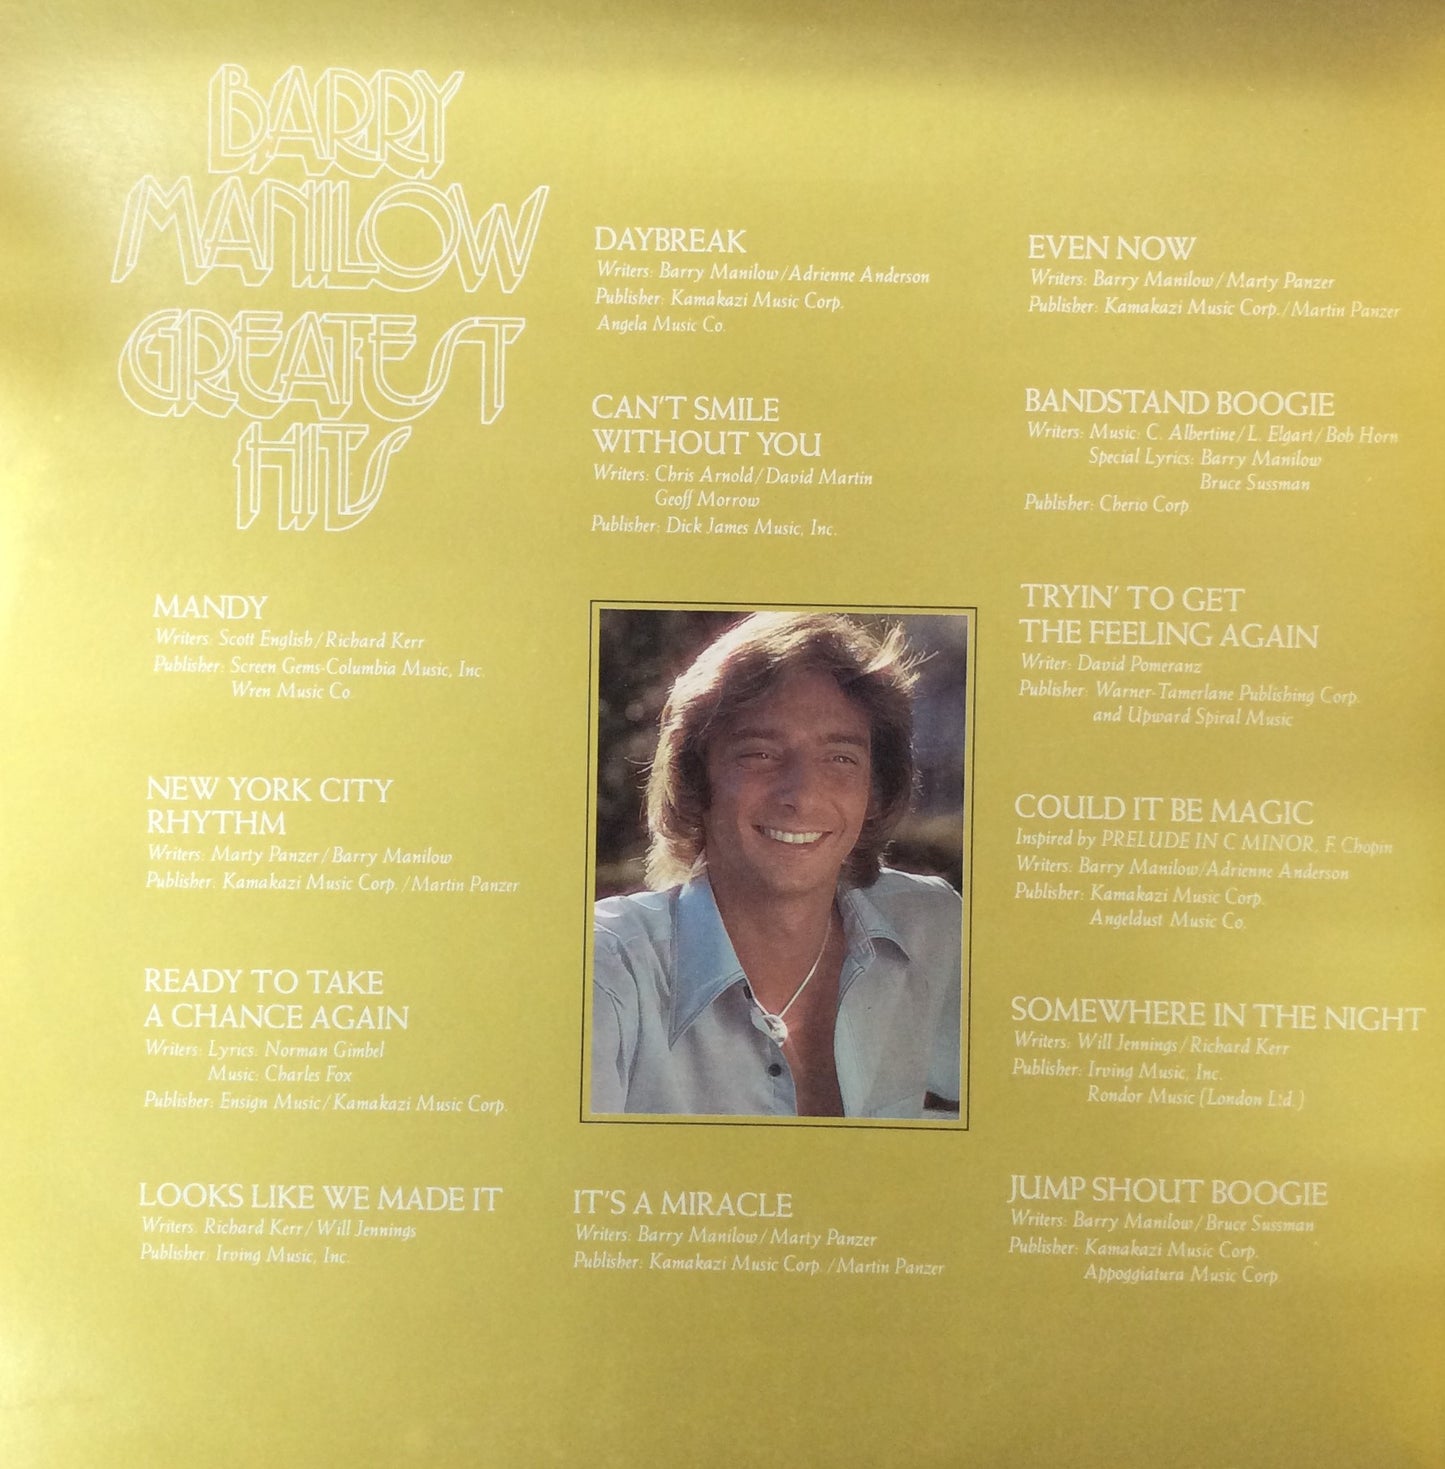 BARRY
MANILOW
GREATEST
HITS
MANDY
Writers: Scott English/Richard Kerr
Publisher: Screen Gems-Columbia Music, Inc.
Wren Music Co.
NEW YORK CITY
RHYTHM
Writers: Marty Panzer/Barry Manilow
Publisher: Kamakazi Music Corp. /Martin Panzer
READY TO TAKE
A CHANCE AGAIN
Writers: Lyrics: Norman Gimbel
Music: Charles Fox
Publisher: Ensign Music/Kamakazi Music Corp.
LOOKS LIKE WE MADE IT
Writers: Richard Kerr/Will Jennings
Publisher: Irving Music, Inc.
DAYBREAK
Writers: Barry Manilow/Adrienne Anderson
Publisher: Kamakazi Music Corp.
Angela Music Co.
CAN'T SMILE
WITHOUT YOU
Writers: Chris Arnold/David Martin
Geoff Morrow
Publisher: Dick James Music, Inc.
IT'S A MIRACLE
Writers: Barry Manilow/Marty Panzer
Publisher: Kamakazi Music Corp. /Martin Panzer
EVEN NOW
Writers: Barry Manilow/Marty Panzer
Publisher: Kamakazi Music Corp./Martin Panzer
BANDSTAND BOOGIE
Writers: Music: C. Albertine/L. Elgart/Bob Horn
Special Lyrics: Barry Manilow
Bruce Sussman
Publisher: Cherio Corp.
TRYIN' TO GET
THE FEELING AGAIN
Writer: David Pomeranz
Publisher: Warner-Tamerlane Publishing Corp.
and Upward Spiral Music
COULD IT BE MAGIC
Inspired by PRELUDE IN C MINOR, F. Chopin
Writers: Barry Manilow/Adrienne Anderson
Publisher: Kamakazi Music Corp.
Angeldust Music Co.
SOMEWHERE IN THE NIGHT
Writers: Will Jennings/Richard Kerr
Publisher: Irving Music, Inc.
Rondor Music (London Ltd.)
JUMP SHOUT BOOGIE
Writers: Barry Manilow/Bruce Sussman
Publisher: Kamakazi Music Corp.
Appoggiatura Music Corp.